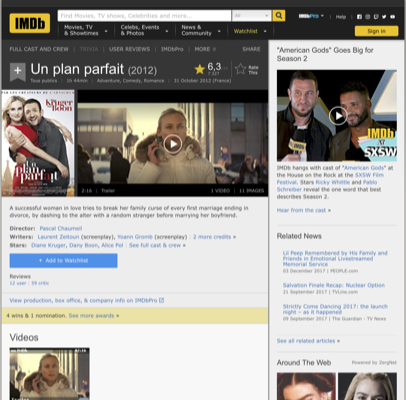 IMDb
Find Movies, TV shows, Celebrities and more...
All
IMDbPro
Help
Movies, TV
& Showtimes
Celebs, Events
& Photos
News &
Community
Watchlist
Sign in
FULL CAST AND CREW | TRIVIA | USER REVIEWS | IMDbPro | MORE
SHARE
Un plan parfait (2012)
Tous publics | 1h 44min | Adventure, Comedy, Romance | 31 October 2012 (France)
6,3
Rate
This
Kruger
Boon
Un
plan
parfait
2:16 | Trailer
1 VIDEO | 11 IMAGES
A successful woman in love tries to break her family curse of every first marriage ending in
divorce, by dashing to the alter with a random stranger before marrying her boyfriend.
Director: Pascal Chaumeil
Writers: Laurent Zeitoun (screenplay), Yoann Gromb (screenplay) | 2 more credits »
Stars: Diane Kruger, Dany Boon, Alice Pol | See full cast & crew »
+ Add to Watchlist
Reviews
12 user | 59 critic
View production, box office, & company info on IMDbPro
4 wins & 1 nomination. See more awards »
Videos
"American Gods" Goes Big for
Season 2
IMDb
at
SXSW
IMDb hangs with cast of "American Gods" at
the House on the Rock at the SXSW Film
Festival. Stars Ricky Whittle and Pablo
Schreiber reveal the one word that best
describes Season 2.
Hear from the cast »
Related News
Lil Peep Remembered by His Family
and Friends in Emotional Livestreamed
Memorial Service
03 December 2017 | PEOPLE.com
Salvation Finale Recap: Nuclear Option
21 September 2017 | TVLine.com
Strictly Come Dancing 2017: the launch
night – as it happened
09 September 2017 | The Guardian - TV News
See all related articles »
Around The Web
Powered by ZergNet